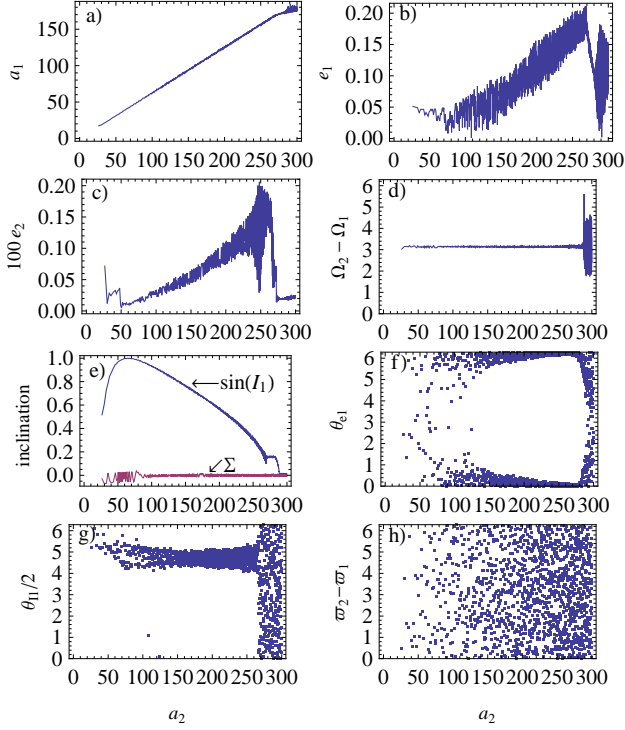 a)
a₁
150
100
50
0
0 50 100 150 200 250 300
b)
e₁
0.20
0.15
0.10
0.05
0.00
0 50 100 150 200 250 300
c)
100 e₂
0.20
0.15
0.10
0.05
0.00
0 50 100 150 200 250 300
d)
Ω₂ − Ω₁
6
5
4
3
2
1
0
0 50 100 150 200 250 300
e)
inclination
1.0
0.8
0.6
0.4
0.2
0.0
sin(I₁)
Σ
0 50 100 150 200 250 300
f)
θₑ₁
6
5
4
3
2
1
0
0 50 100 150 200 250 300
g)
θ_I1/2
6
5
4
3
2
1
0
0 50 100 150 200 250 300
a₂
h)
ϖ₂−ϖ₁
6
5
4
3
2
1
0
0 50 100 150 200 250 300
a₂